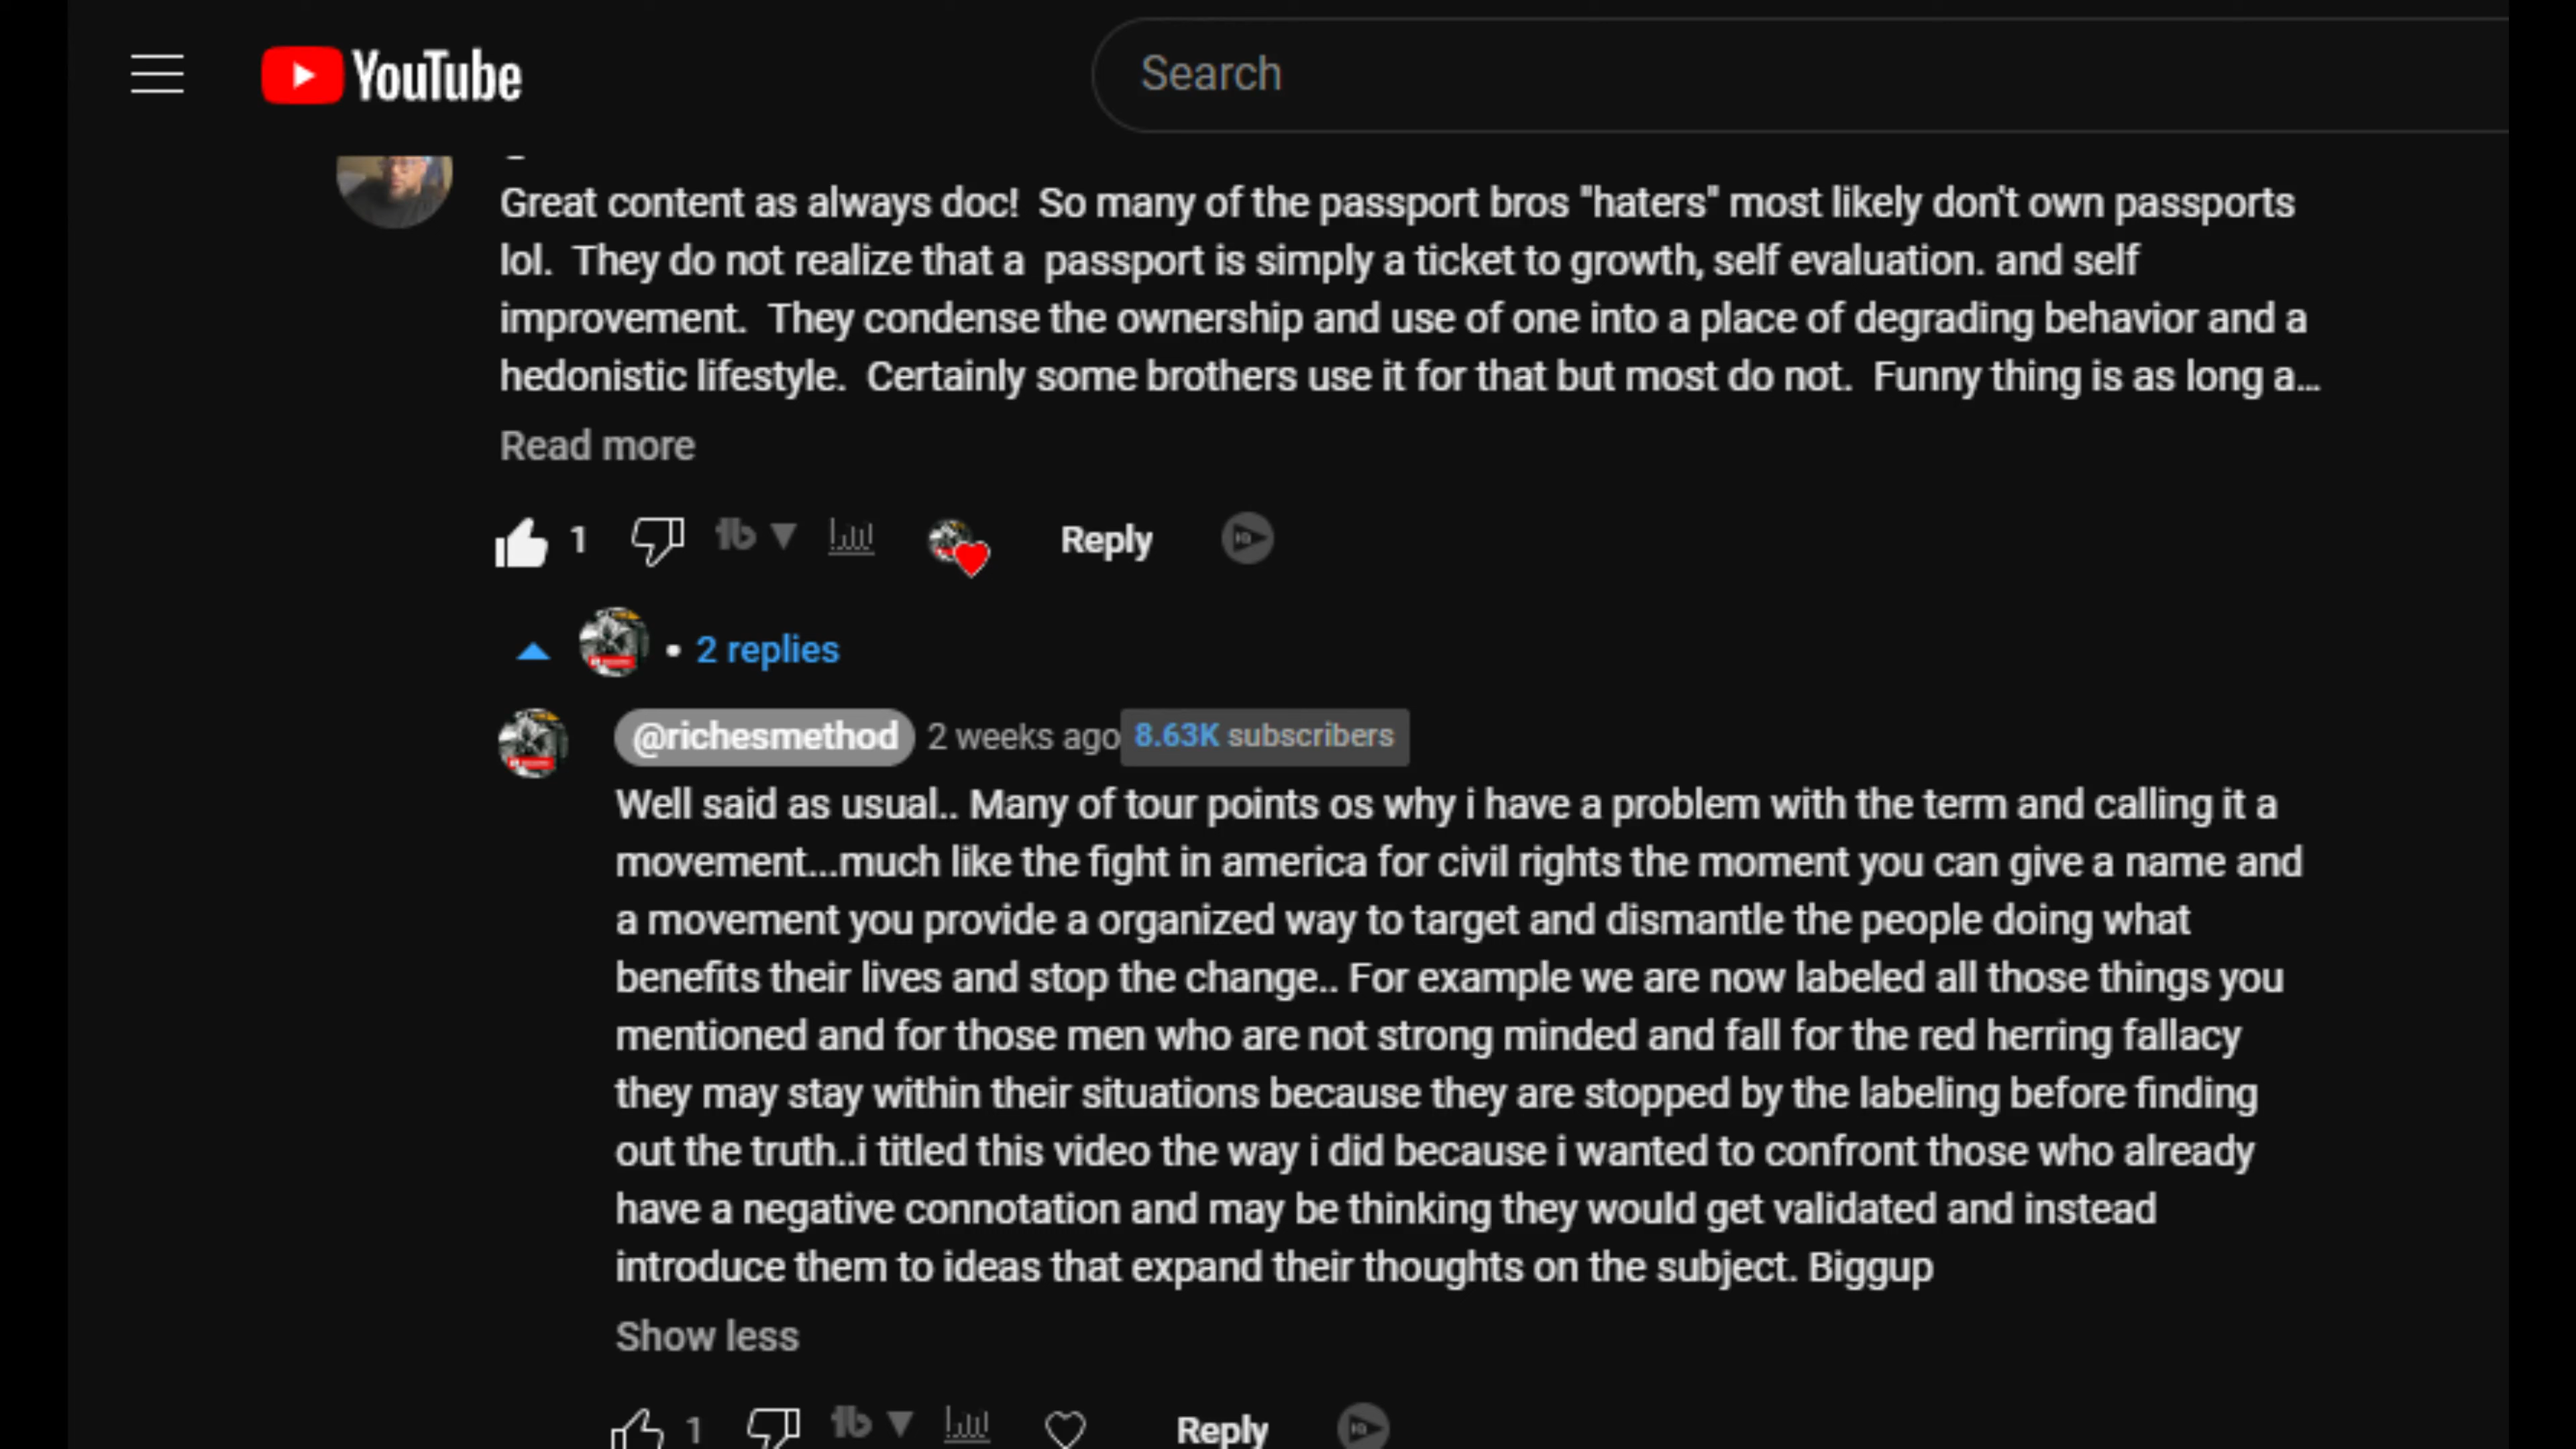 YouTube
Search
Great content as always doc!  So many of the passport bros "haters" most likely don't own passports
lol.  They do not realize that a  passport is simply a ticket to growth, self evaluation. and self
improvement.  They condense the ownership and use of one into a place of degrading behavior and a
hedonistic lifestyle.  Certainly some brothers use it for that but most do not.  Funny thing is as long a...
Read more
1 Reply
• 2 replies
@richesmethod 2 weeks ago 8.63K subscribers
Well said as usual.. Many of tour points os why i have a problem with the term and calling it a
movement...much like the fight in america for civil rights the moment you can give a name and
a movement you provide a organized way to target and dismantle the people doing what
benefits their lives and stop the change.. For example we are now labeled all those things you
mentioned and for those men who are not strong minded and fall for the red herring fallacy
they may stay within their situations because they are stopped by the labeling before finding
out the truth..i titled this video the way i did because i wanted to confront those who already
have a negative connotation and may be thinking they would get validated and instead
introduce them to ideas that expand their thoughts on the subject. Biggup
Show less
1 Reply